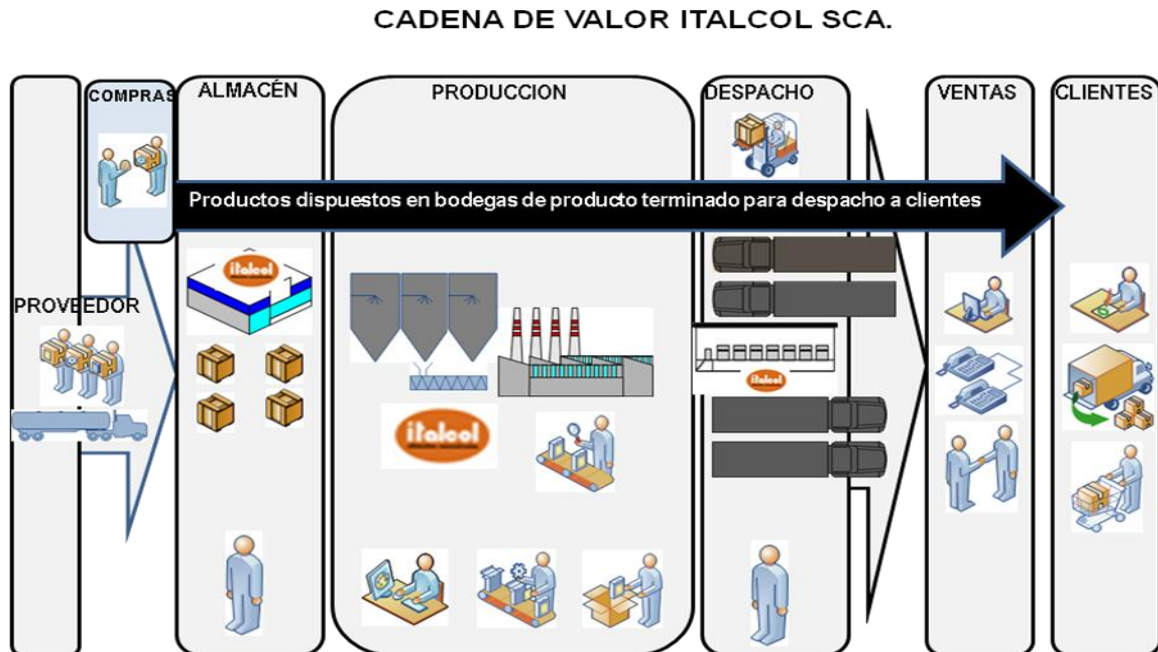 CADENA DE VALOR ITALCOL SCA.
COMPRAS
ALMACÉN
PRODUCCION
DESPACHO
VENTAS
CLIENTES
Productos dispuestos en bodegas de producto terminado para despacho a clientes
PROVEEDOR
italcol
italcol
italcol